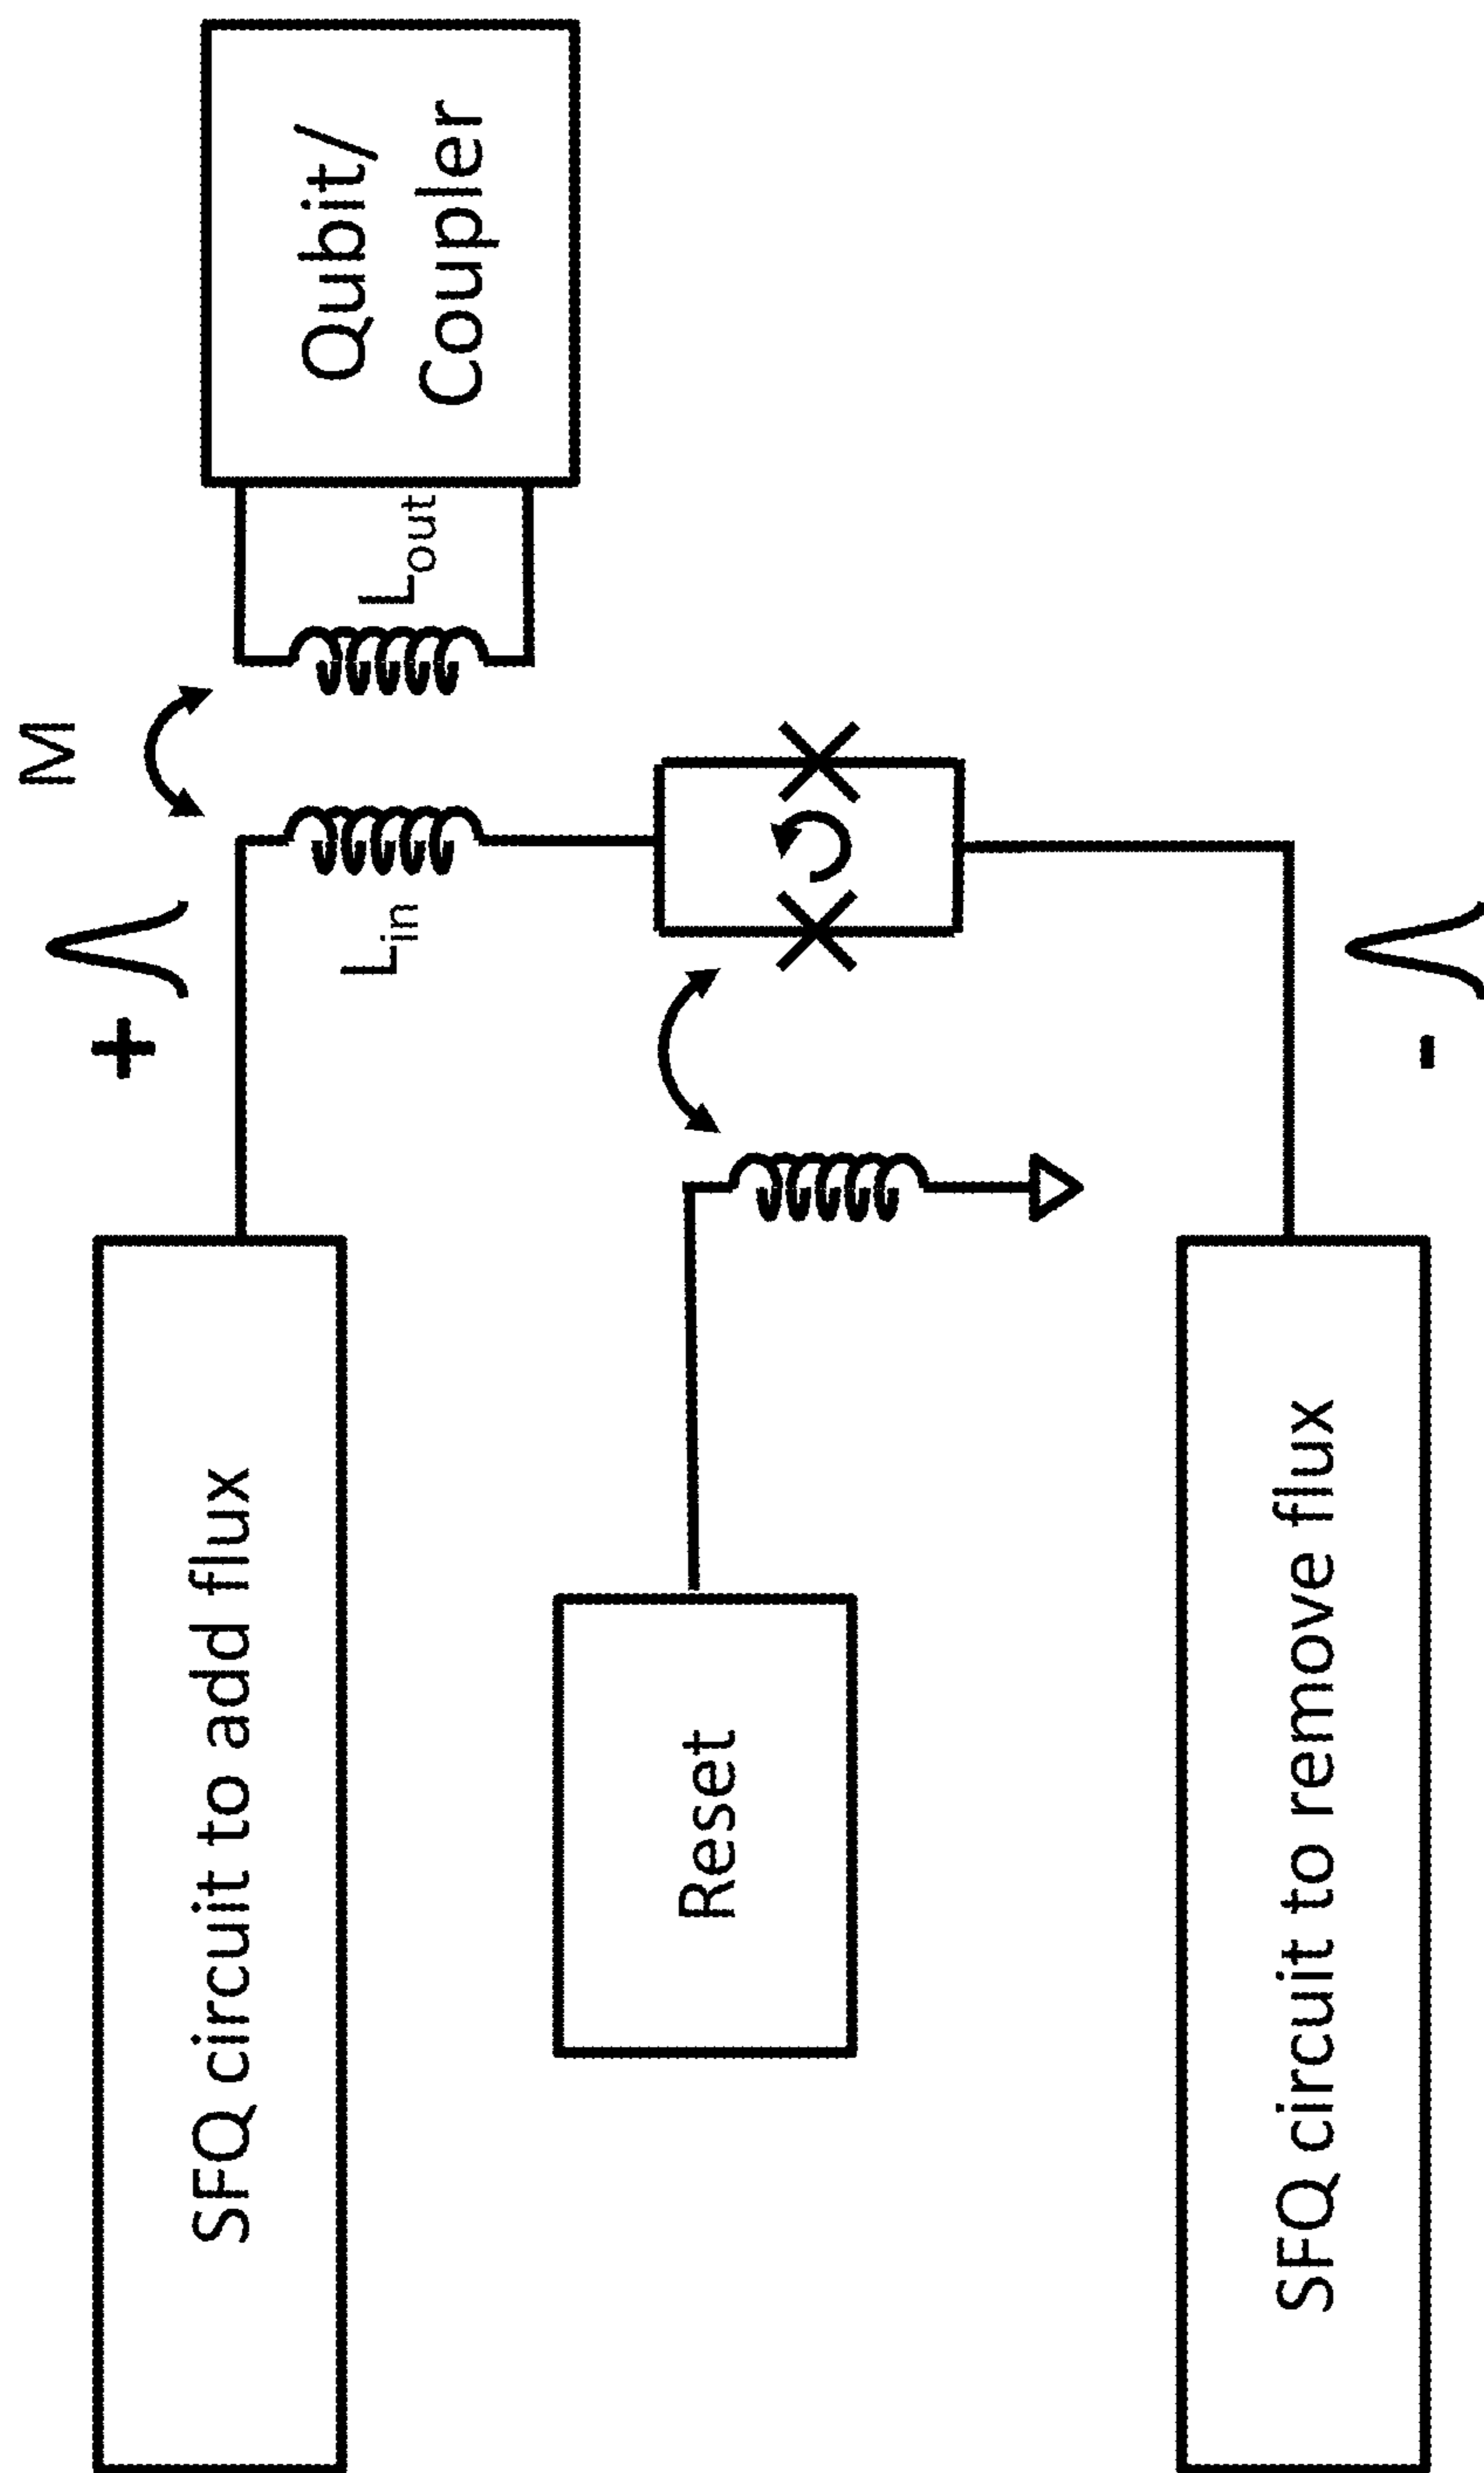 SFQ circuit to add flux
+
M
L_in
L_out
Qubit/
Coupler
Reset
SFQ circuit to remove flux
-